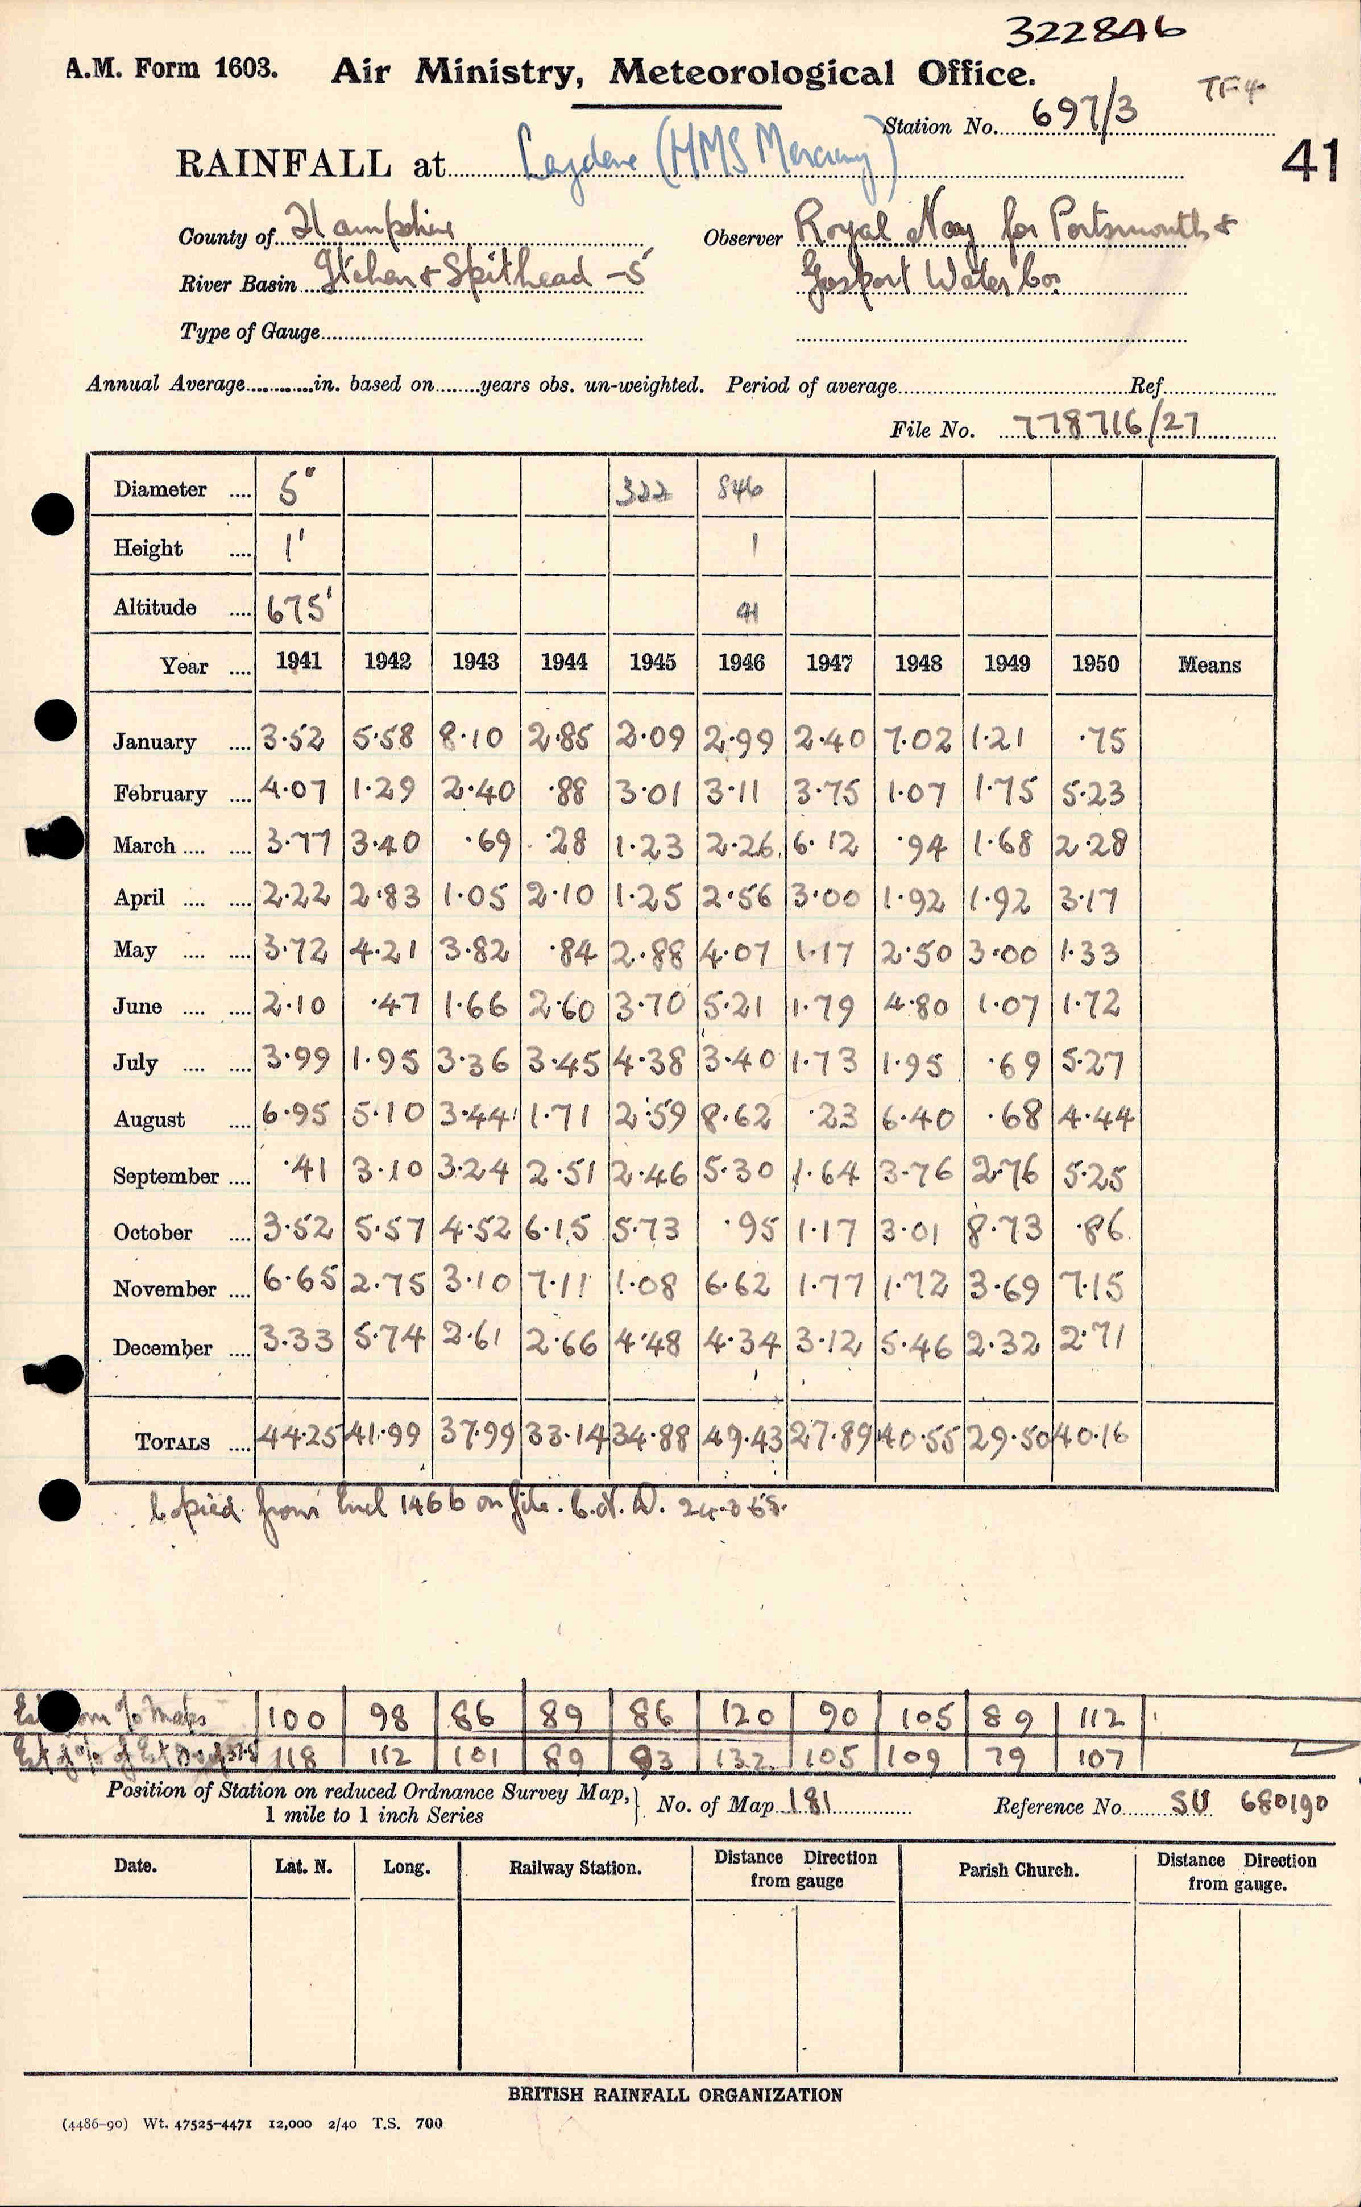 322846
A.M. Form 1603. Air Ministry, Meteorological Office. TF4
Station No. 697/3
RAINFALL at Leydene (HMS Mercury) 41
County of Hampshire Observer Royal Navy for Portsmouth &
River Basin Itchen & Spithead -5 Gosport Water Co.
Type of Gauge
Annual Average in. based on years obs. un-weighted. Period of average Ref.
File No. 778716/27
Diameter 5" 322 846
Height 1' 1
Altitude 675' 41
Year 1941 1942 1943 1944 1945 1946 1947 1948 1949 1950 Means
January 3.52 5.58 8.10 2.85 2.09 2.99 2.40 7.02 1.21 .75
February 4.07 1.29 2.40 .88 3.01 3.11 3.75 1.07 1.75 5.23
March 3.77 3.40 .69 .28 1.23 2.26 6.12 .94 1.68 2.28
April 2.22 2.83 1.05 2.10 1.25 2.56 3.00 1.92 1.92 3.17
May 3.72 4.21 3.82 .84 2.88 4.07 1.17 2.50 3.00 1.33
June 2.10 .47 1.66 2.60 3.70 5.21 1.79 4.80 1.07 1.72
July 3.99 1.95 3.36 3.45 4.38 3.40 1.73 1.95 .69 5.27
August 6.95 5.10 3.44 1.71 2.59 8.62 .23 6.40 .68 4.44
September .41 3.10 3.24 2.51 2.46 5.30 1.64 3.76 2.76 5.25
October 3.52 5.57 4.52 6.15 5.73 .95 1.17 3.01 8.73 .86
November 6.65 2.75 3.10 7.11 1.08 6.62 1.77 1.72 3.69 7.15
December 3.33 5.74 2.61 2.66 4.48 4.34 3.12 5.46 2.32 2.71
TOTALS 44.25 41.99 37.99 33.14 34.88 49.43 27.89 40.55 29.50 40.16
Copied from Encl 146b on file. 
om % Maps 100 98 86 89 86 120 90 105 89 112
118 112 101 89 93 132 105 109 79 107
Position of Station on reduced Ordnance Survey Map, No. of Map 181 Reference No. SU 680190
1 mile to 1 inch Series
Date. Lat. N. Long. Railway Station. Distance Direction from gauge Parish Church. Distance Direction from gauge.
BRITISH RAINFALL ORGANIZATION
(4486-90) Wt. 47525-4471 12,000 2/40 T.S. 700